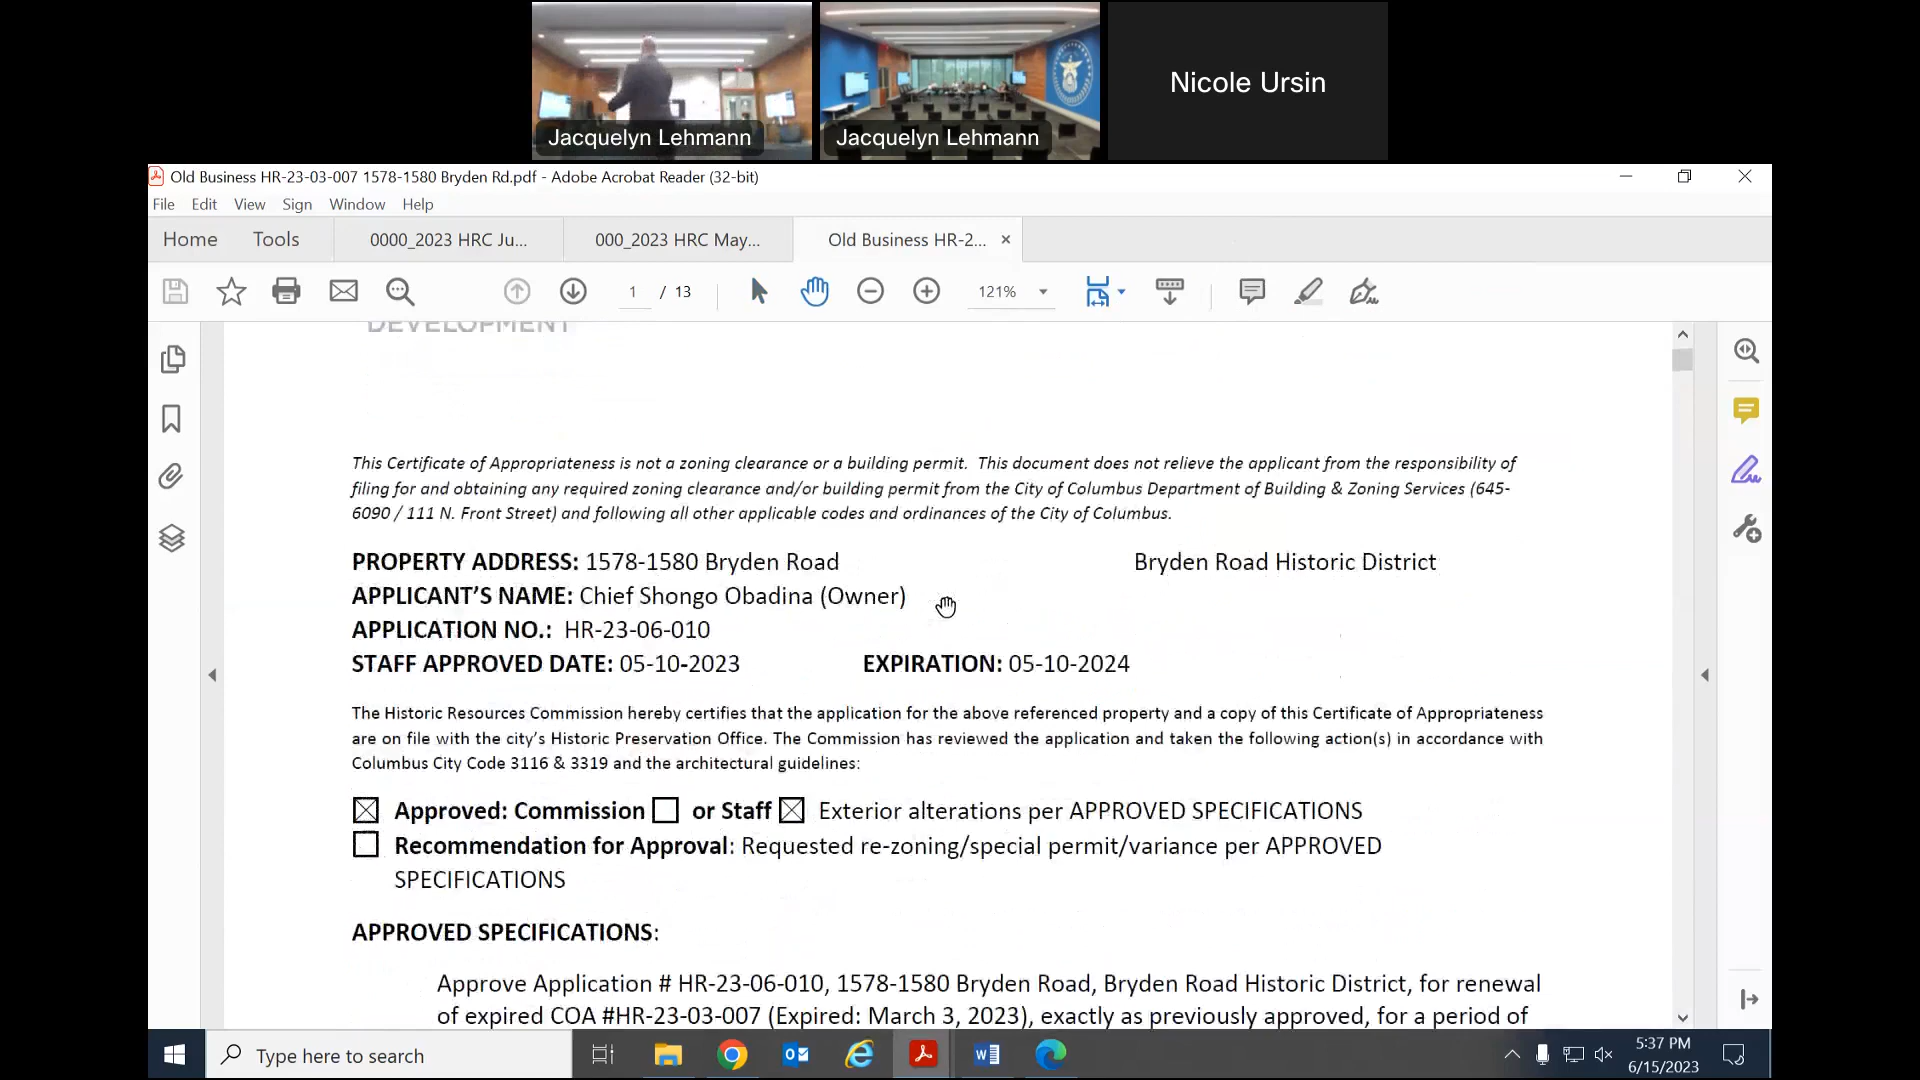 Jacquelyn Lehmann
Jacquelyn Lehmann
Nicole Ursin
Old Business HR-23-03-007 1578-1580 Bryden Rd.pdf - Adobe Acrobat Reader (32-bit)
File Edit View Sign Window Help
Home Tools 0000_2023 HRC Ju... 000_2023 HRC May... Old Business HR-2...
1 / 13 121%
DEVELOPMENT
This Certificate of Appropriateness is not a zoning clearance or a building permit. This document does not relieve the applicant from the responsibility of
filing for and obtaining any required zoning clearance and/or building permit from the City of Columbus Department of Building & Zoning Services (645-
6090 / 111 N. Front Street) and following all other applicable codes and ordinances of the City of Columbus.
PROPERTY ADDRESS: 1578-1580 Bryden Road Bryden Road Historic District
APPLICANT'S NAME: Chief Shongo Obadina (Owner)
APPLICATION NO.: HR-23-06-010
STAFF APPROVED DATE: 05-10-2023 EXPIRATION: 05-10-2024
The Historic Resources Commission hereby certifies that the application for the above referenced property and a copy of this Certificate of Appropriateness
are on file with the city's Historic Preservation Office. The Commission has reviewed the application and taken the following action(s) in accordance with
Columbus City Code 3116 & 3319 and the architectural guidelines:
Approved: Commission or Staff Exterior alterations per APPROVED SPECIFICATIONS
Recommendation for Approval: Requested re-zoning/special permit/variance per APPROVED
SPECIFICATIONS
APPROVED SPECIFICATIONS:
Approve Application # HR-23-06-010, 1578-1580 Bryden Road, Bryden Road Historic District, for renewal
of expired COA #HR-23-03-007 (Expired: March 3, 2023), exactly as previously approved, for a period of
Type here to search
5:37 PM
6/15/2023